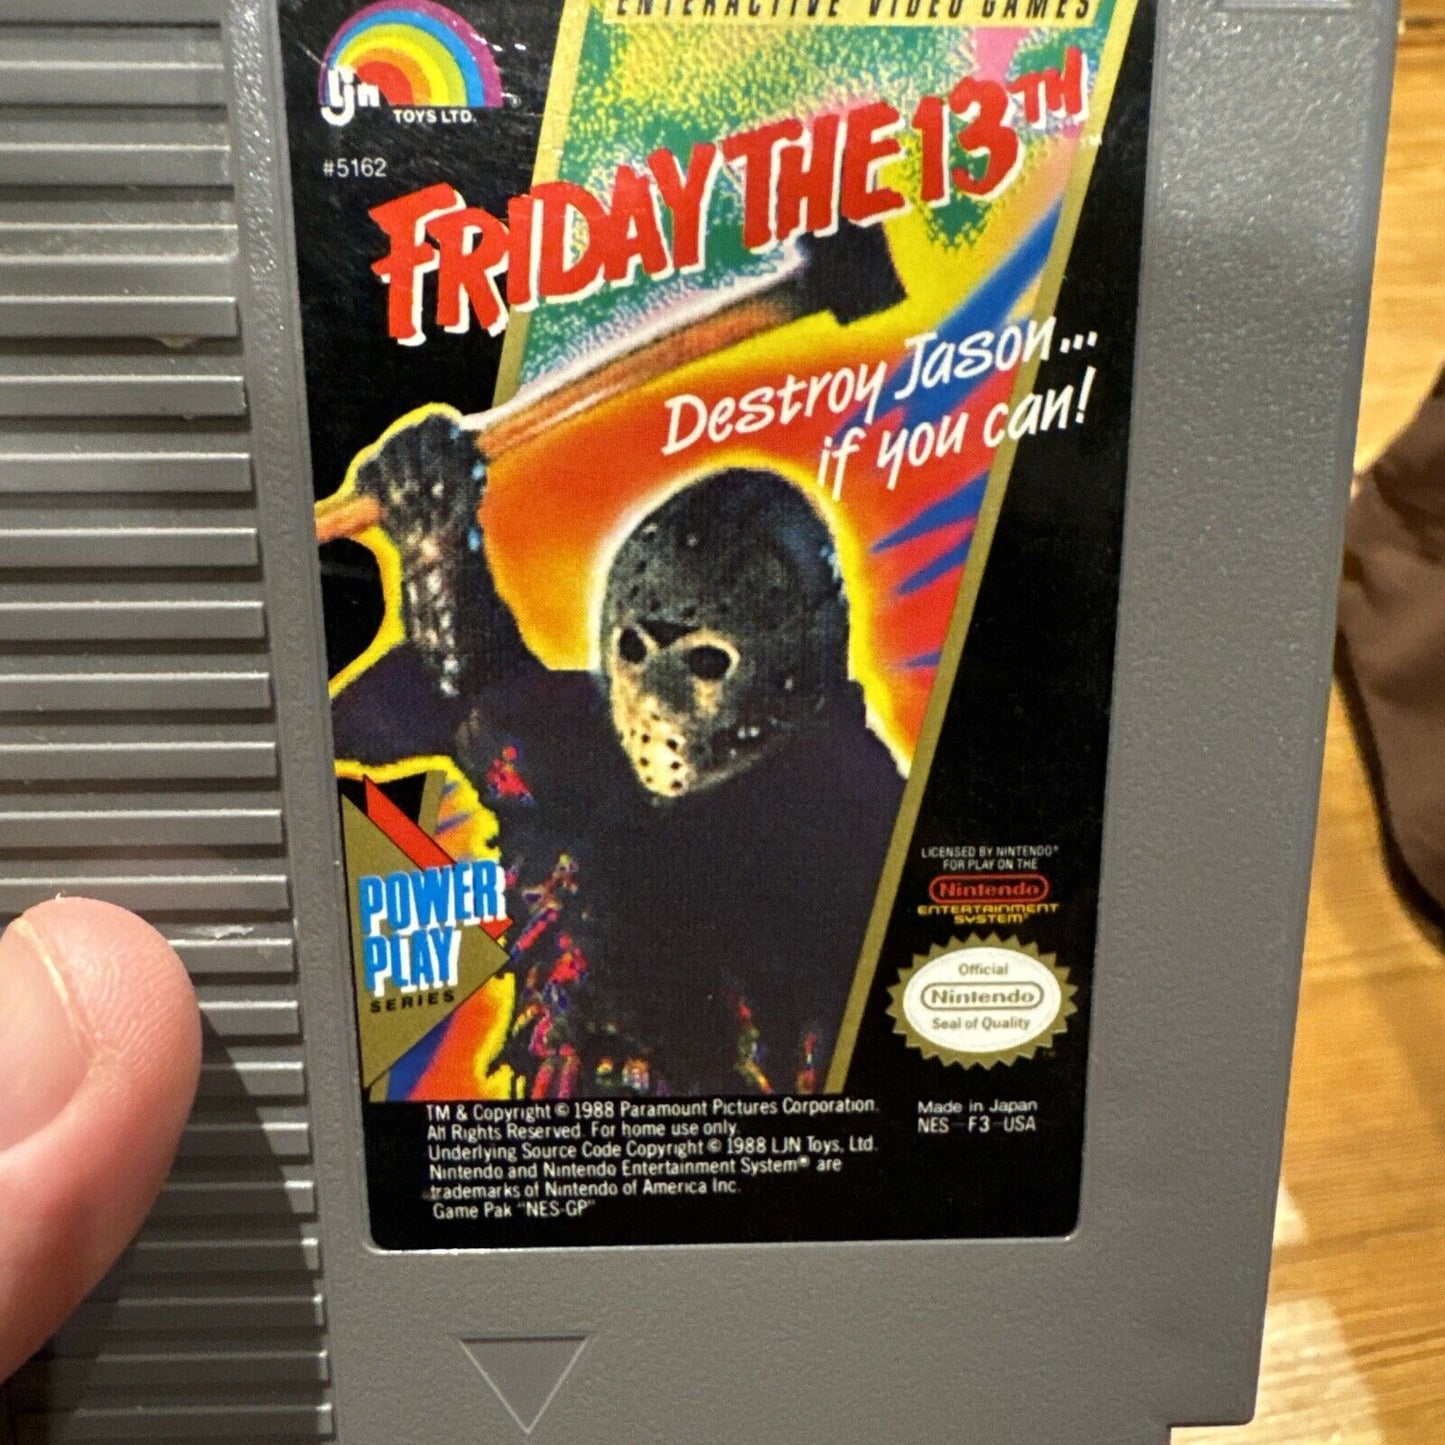 ENTERACTIVE VIDEO GAMES
ljn
TOYS LTD.
#5162
FRIDAY THE 13TH
Destroy Jason...
if you can!
POWER
PLAY
SERIES
LICENSED BY NINTENDO®
FOR PLAY ON THE
Nintendo
ENTERTAINMENT
SYSTEM®
Official
Nintendo
Seal of Quality
TM & Copyright © 1988 Paramount Pictures Corporation.
All Rights Reserved. For home use only.
Underlying Source Code Copyright © 1988 LJN Toys, Ltd.
Nintendo and Nintendo Entertainment System® are
trademarks of Nintendo of America Inc.
Game Pak "NES-GP"
Made in Japan
NES-F3-USA